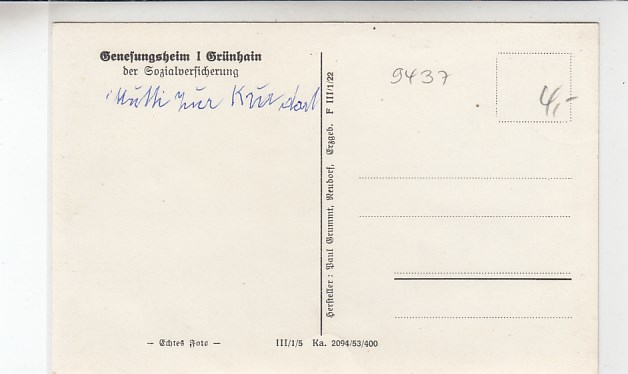 Genesungsheim I Grünhain
der Sozialversicherung
Mutti zur Kur dort
Hersteller: Paul Grummt, Neudorf, Erzgeb. F III/1/22
9437
4,-
– Echtes Foto – III/1/5 Ka. 2094/53/400